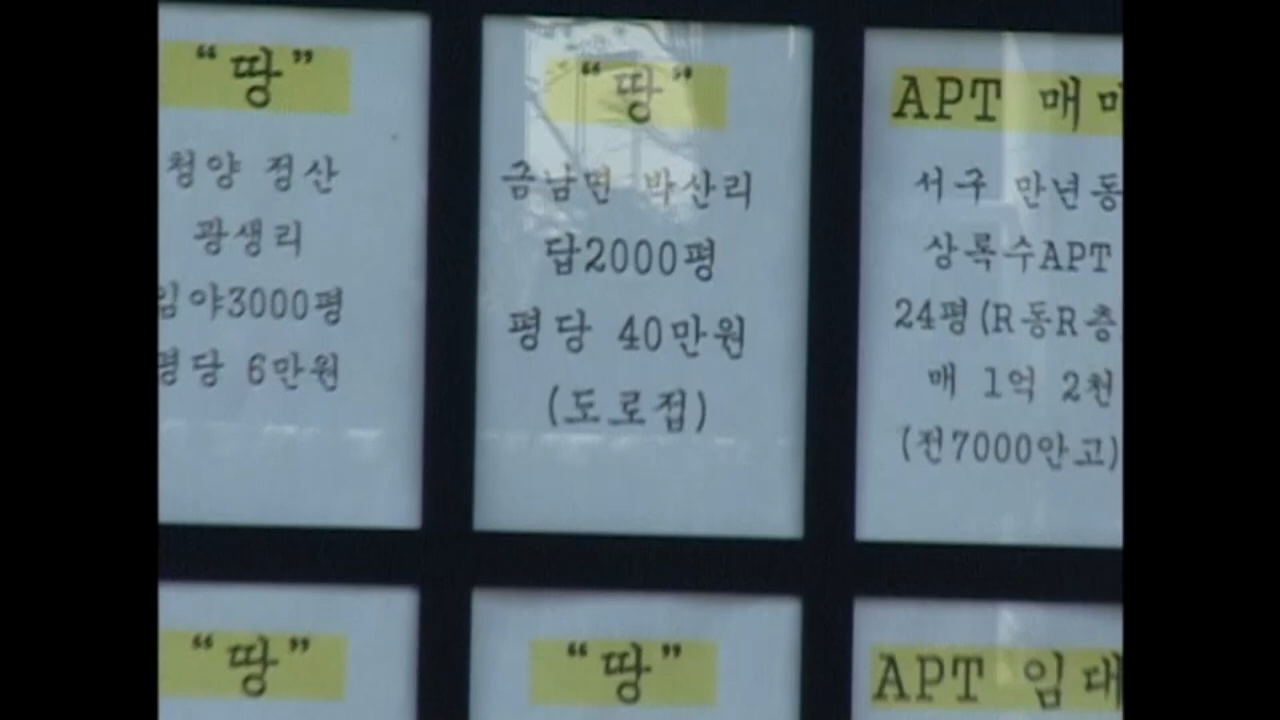 “땅”
청양 정산
광생리
임야3000평
평당 6만원
“땅”
금남면 박산리
답2000평
평당 40만원
(도로접)
APT 매매
서구 만년동
상록수APT
24평(R동R층
매 1억 2천
(전7000안고)
“땅”
“땅”
APT 임대